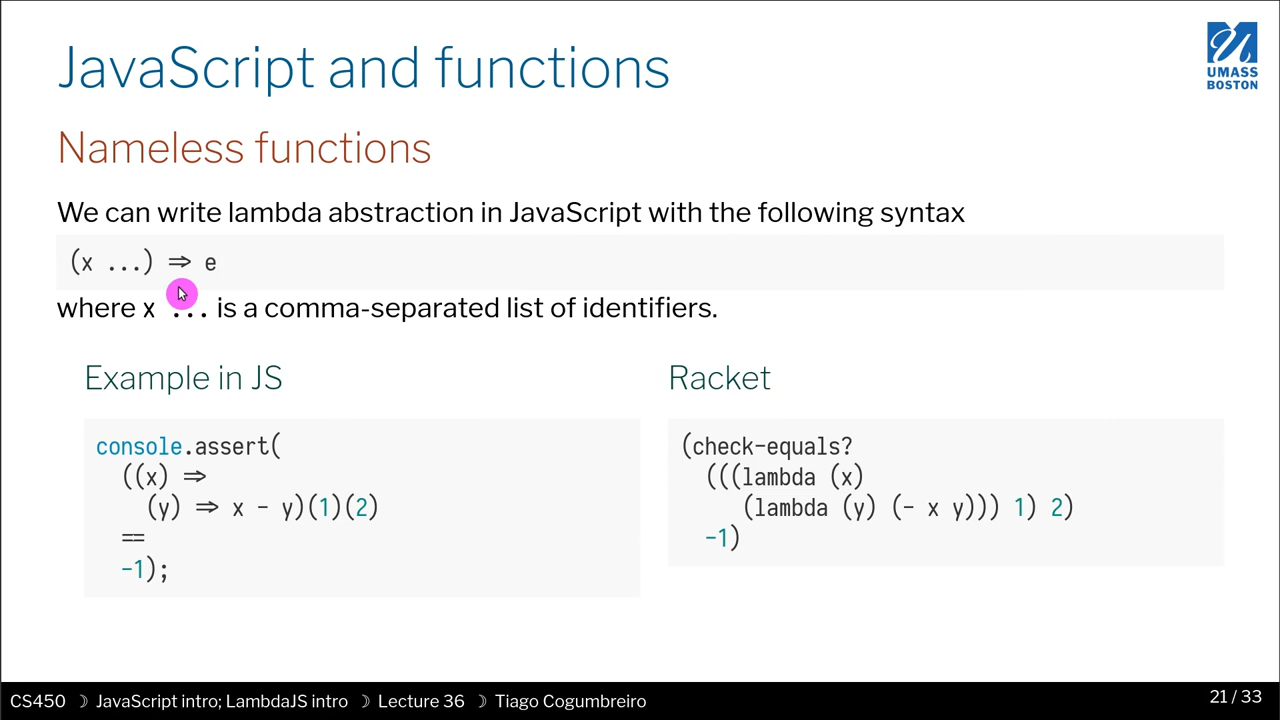 JavaScript and functions
UMASS
BOSTON
Nameless functions
We can write lambda abstraction in JavaScript with the following syntax
(x ...) ⇒ e
where x ... is a comma-separated list of identifiers.
Example in JS
console.assert(
  ((x) ⇒
    (y) ⇒ x - y)(1)(2)
  ==
  -1);
Racket
(check-equals?
  (((lambda (x)
     (lambda (y) (- x y))) 1) 2)
  -1)
CS450 ☽ JavaScript intro; LambdaJS intro ☽ Lecture 36 ☽ Tiago Cogumbreiro
21 / 33